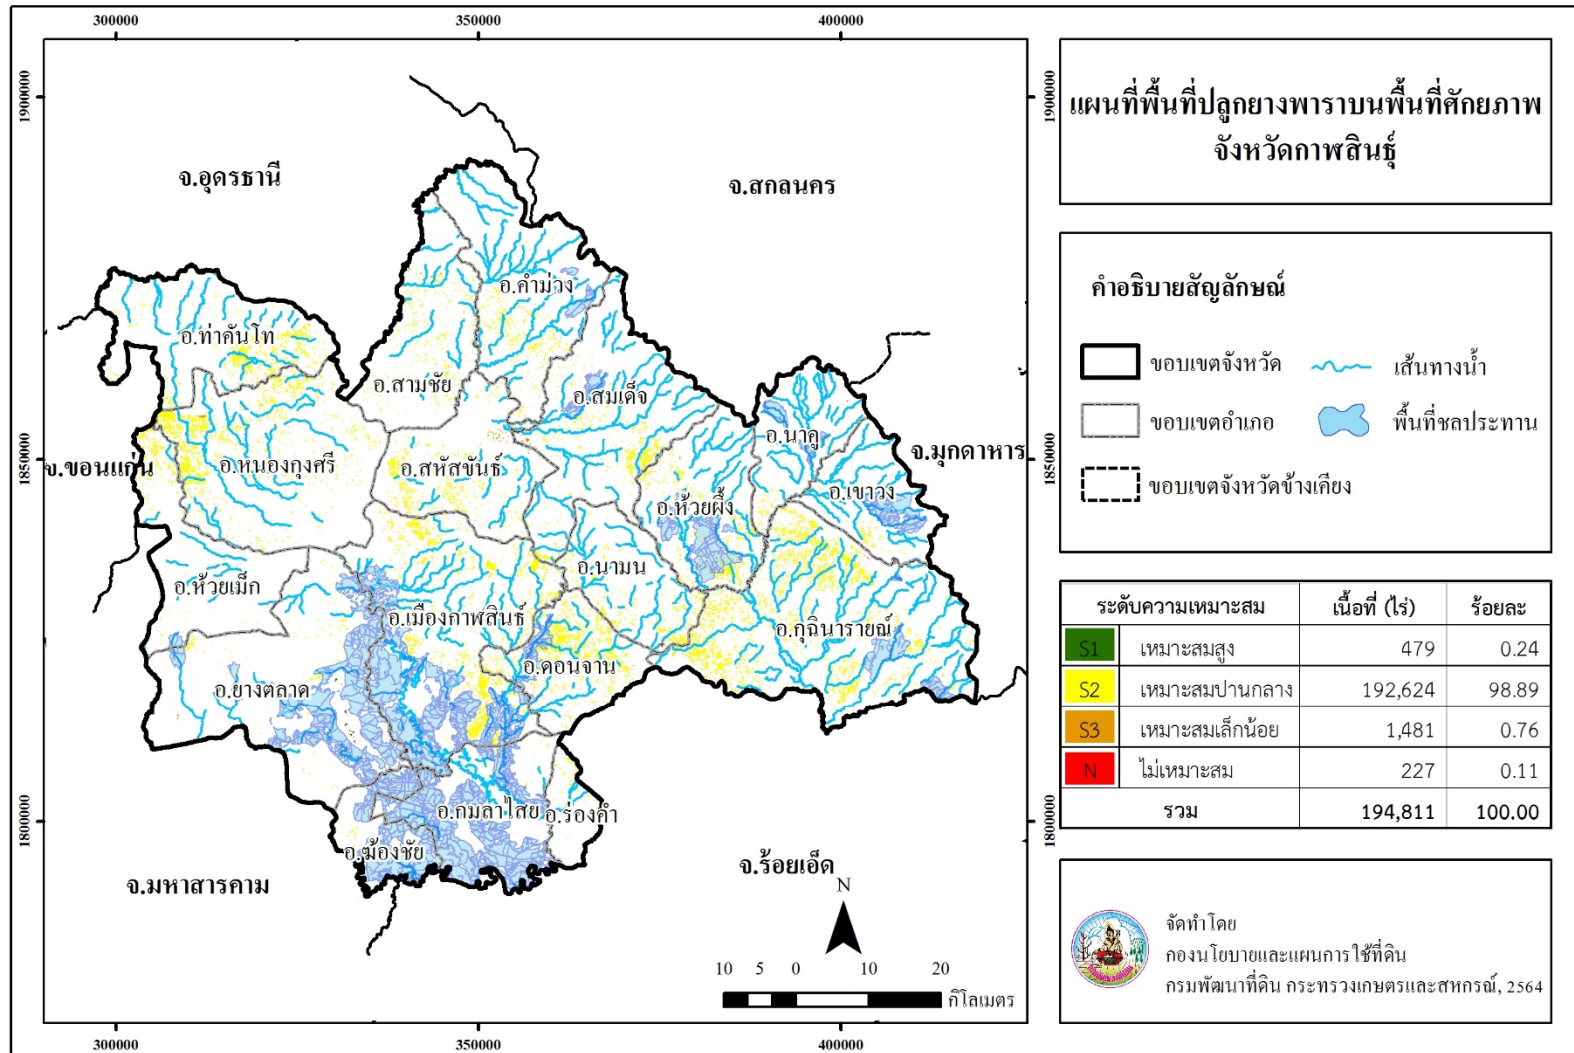 300000 350000 400000
1900000 1900000
แผนที่พื้นที่ปลูกยางพาราบนพื้นที่ศักยภาพ
จังหวัดกาฬสินธุ์
จ.อุดรธานี
จ.สกลนคร
อ.คำม่วง
อ.ท่าคันโท
อ.สามชัย
อ.สมเด็จ
อ.นาคู
จ.มุกดาหาร
จ.ขอนแก่น
1850000 1850000
อ.หนองกุงศรี
อ.สหัสขันธ์
อ.เขาวง
อ.ห้วยผึ้ง
อ.นามน
อ.ห้วยเม็ก
อ.เมืองกาฬสินธุ์
อ.กุฉินารายณ์
อ.ดอนจาน
อ.ยางตลาด
อ.กมลาไสย
อ.ร่องคำ
1800000 1800000
อ.ฆ้องชัย
จ.มหาสารคาม
จ.ร้อยเอ็ด
N
10 5 0 10 20
กิโลเมตร
300000 350000 400000
คำอธิบายสัญลักษณ์
ขอบเขตจังหวัด เส้นทางน้ำ
ขอบเขตอำเภอ พื้นที่ชลประทาน
ขอบเขตจังหวัดข้างเคียง
ระดับความเหมาะสม เนื้อที่ (ไร่) ร้อยละ
S1 เหมาะสมสูง 479 0.24
S2 เหมาะสมปานกลาง 192,624 98.89
S3 เหมาะสมเล็กน้อย 1,481 0.76
N ไม่เหมาะสม 227 0.11
รวม 194,811 100.00
จัดทำโดย
กองนโยบายและแผนการใช้ที่ดิน
กรมพัฒนาที่ดิน กระทรวงเกษตรและสหกรณ์, 2564